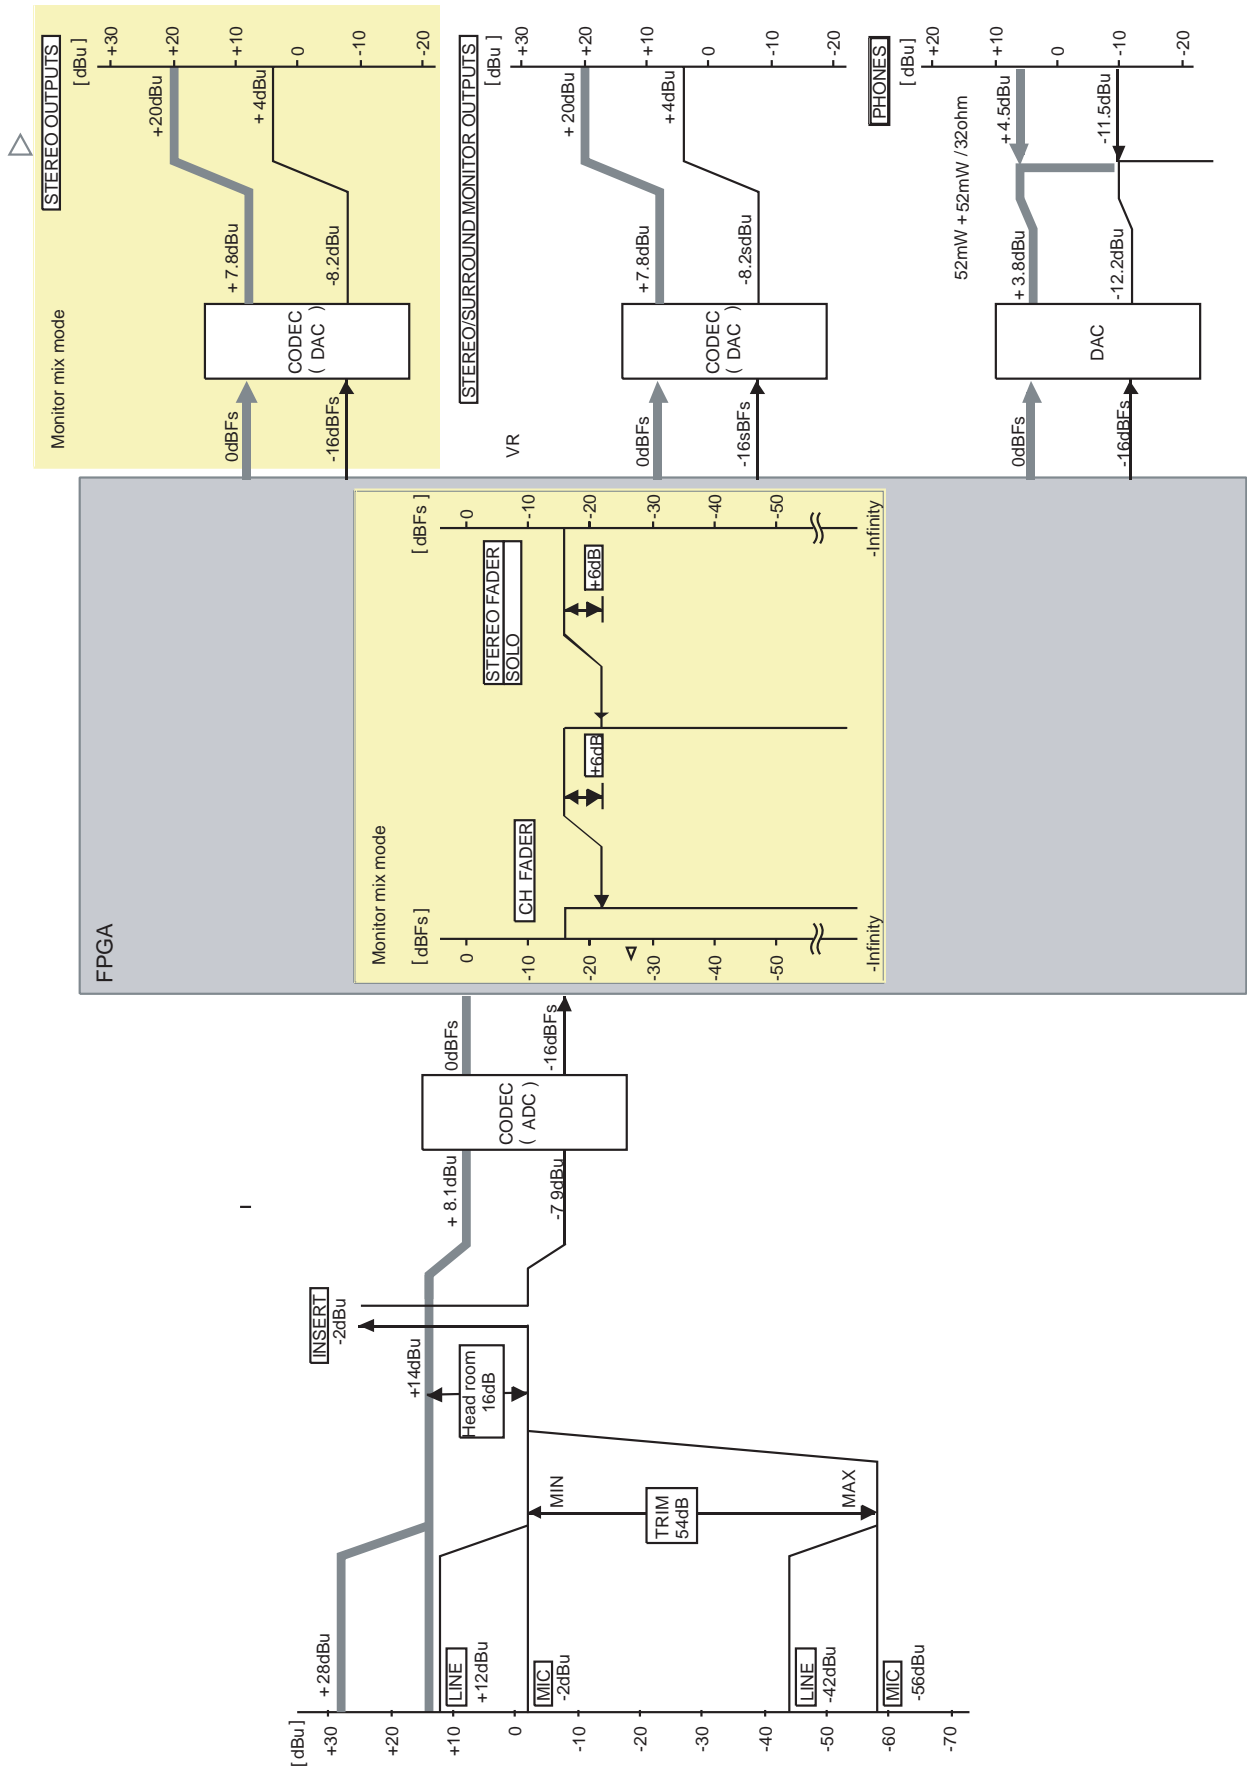 [dBu]
+30
+20
+10
0
-10
-20
-30
-40
-50
-60
-70
+28dBu
LINE
+12dBu
MIC
-2dBu
LINE
-42dBu
MIC
-56dBu
TRIM
54dB
MIN
MAX
+14dBu
Head room
16dB
INSERT
-2dBu
+8.1dBu
-7.9dBu
CODEC
( ADC )
0dBFs
-16dBFs
FPGA
Monitor mix mode
[dBFs]
0
-10
-20
-30
-40
-50
-Infinity
CH FADER
+6dB
STEREO FADER
SOLO
+6dB
[dBFs]
0
-10
-20
-30
-40
-50
-Infinity
Monitor mix mode
STEREO OUTPUTS
0dBFs
-16dBFs
CODEC
( DAC )
+7.8dBu
-8.2dBu
+20dBu
+4dBu
[dBu]
+30
+20
+10
0
-10
-20
VR
STEREO/SURROUND MONITOR OUTPUTS
0dBFs
-16sBFs
CODEC
( DAC )
+7.8dBu
-8.2sdBu
+20dBu
+4dBu
[dBu]
+30
+20
+10
0
-10
-20
PHONES
0dBFs
-16dBFs
DAC
+3.8dBu
-12.2dBu
52mW+52mW/32ohm
+4.5dBu
-11.5dBu
[dBu]
+20
+10
0
-10
-20